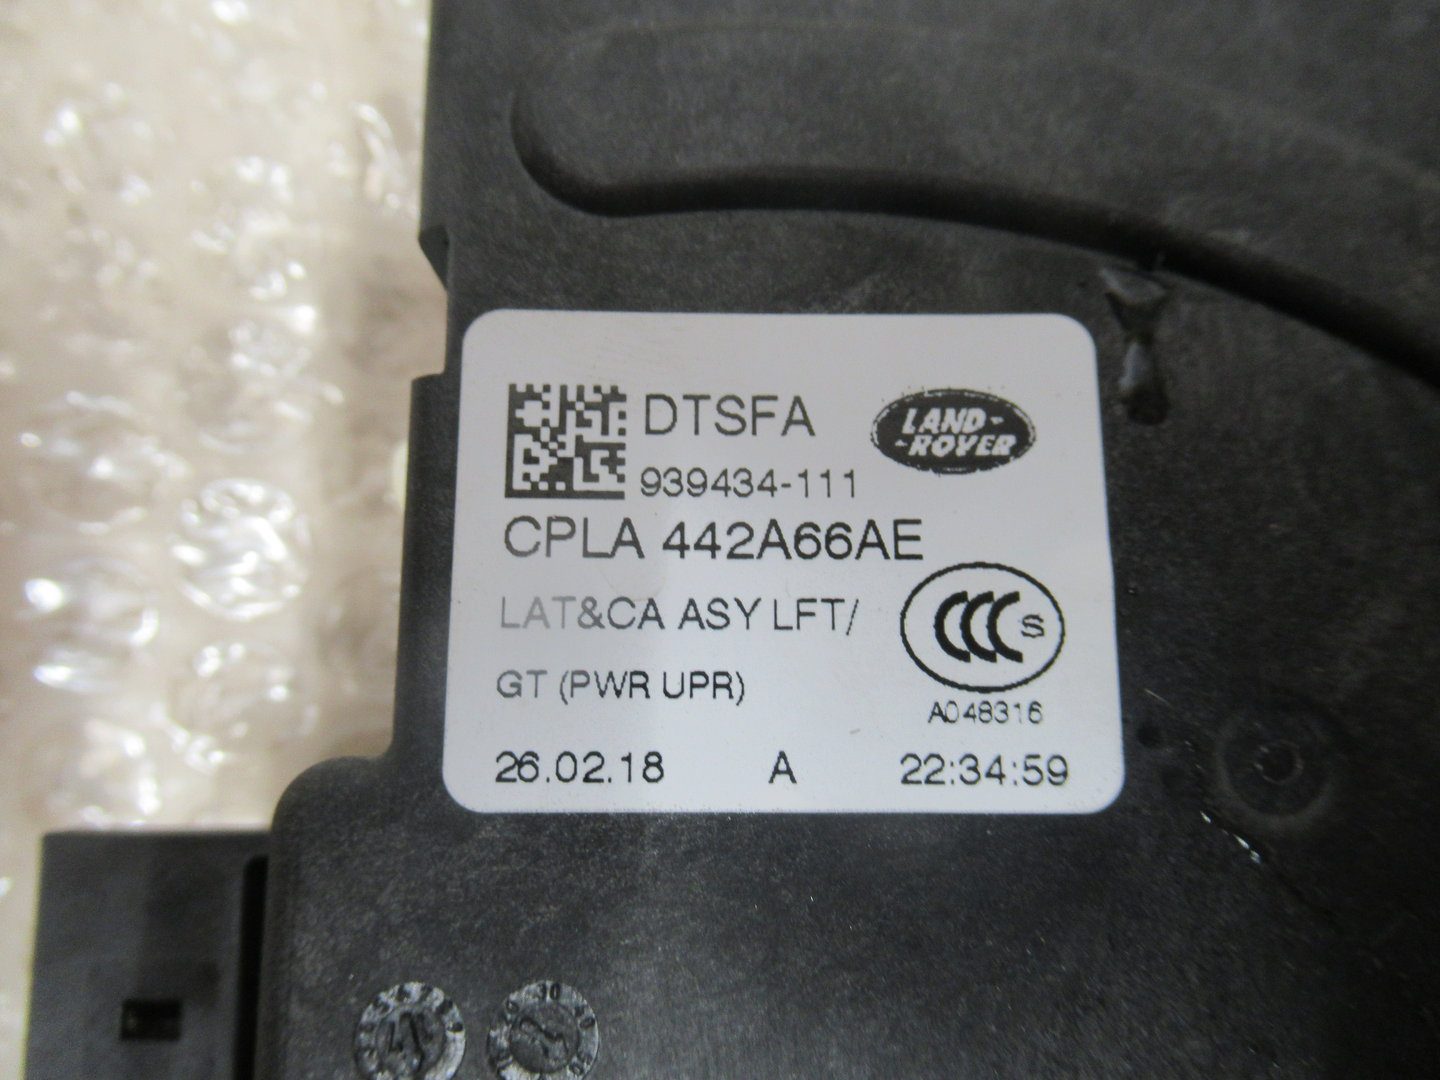 DTSFA
LAND-
-ROVER
939434-111
CPLA 442A66AE
LAT&CA ASY LFT/
S
GT (PWR UPR)
A048316
26.02.18 A 22:34:59